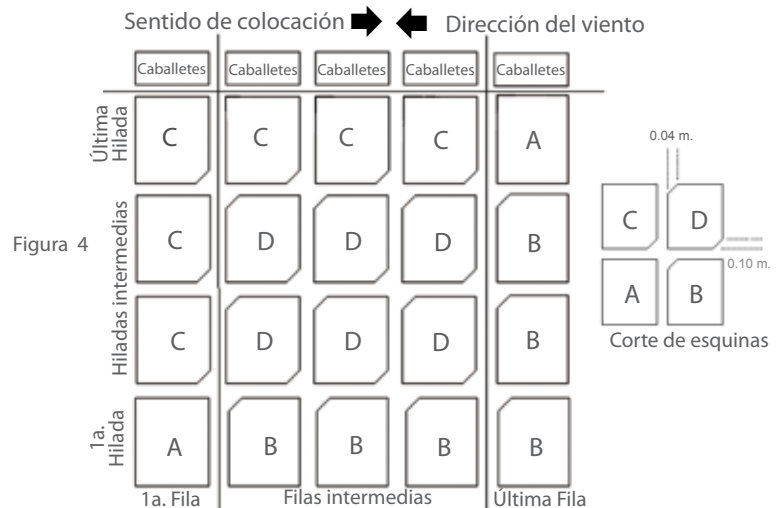 Sentido de colocación Dirección del viento
Caballetes Caballetes Caballetes Caballetes Caballetes
Última
Hilada
C C C C A
0.04 m.
Hiladas intermedias
C D D D B
C D
Figura 4
0.10 m.
C D D D B
A B
Corte de esquinas
1a.
Hilada
A B B B B
1a. Fila Filas intermedias Última Fila